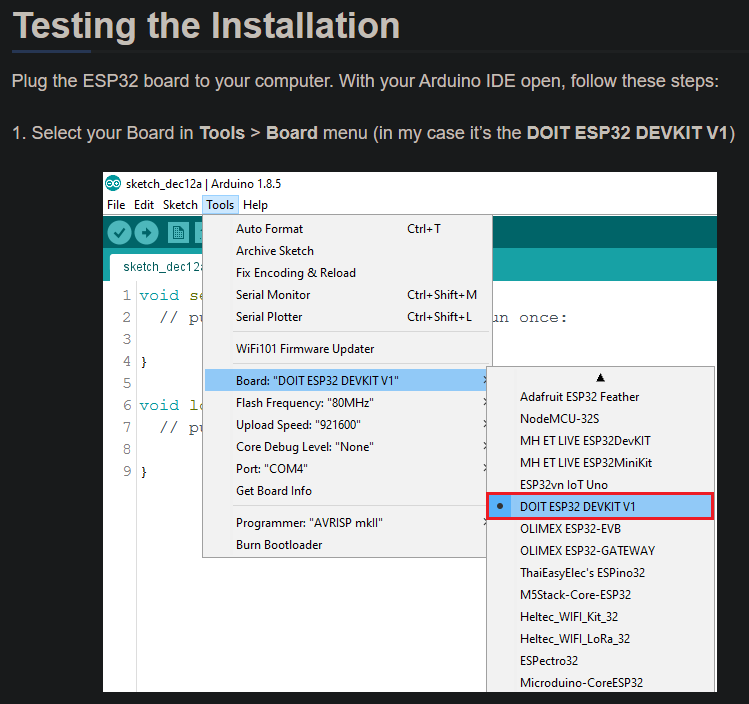 Testing the Installation
Plug the ESP32 board to your computer. With your Arduino IDE open, follow these steps:
1. Select your Board in Tools > Board menu (in my case it's the DOIT ESP32 DEVKIT V1)
sketch_dec12a | Arduino 1.8.5
File Edit Sketch Tools Help
Auto Format Ctrl+T
Archive Sketch
sketch_dec12a
Fix Encoding & Reload
1 void se
Serial Monitor Ctrl+Shift+M
2 // pu
Serial Plotter Ctrl+Shift+L
un once:
3
WiFi101 Firmware Updater
4 }
5
Board: "DOIT ESP32 DEVKIT V1"
6 void lo
Flash Frequency: "80MHz"
7 // pu
Upload Speed: "921600"
8
Core Debug Level: "None"
9 }
Port: "COM4"
Get Board Info
Programmer: "AVRISP mkII"
Burn Bootloader
Adafruit ESP32 Feather
NodeMCU-32S
MH ET LIVE ESP32DevKIT
MH ET LIVE ESP32MiniKit
ESP32vn IoT Uno
DOIT ESP32 DEVKIT V1
OLIMEX ESP32-EVB
OLIMEX ESP32-GATEWAY
ThaiEasyElec's ESPino32
M5Stack-Core-ESP32
Heltec_WIFI_Kit_32
Heltec_WIFI_LoRa_32
ESPectro32
Microduino-CoreESP32